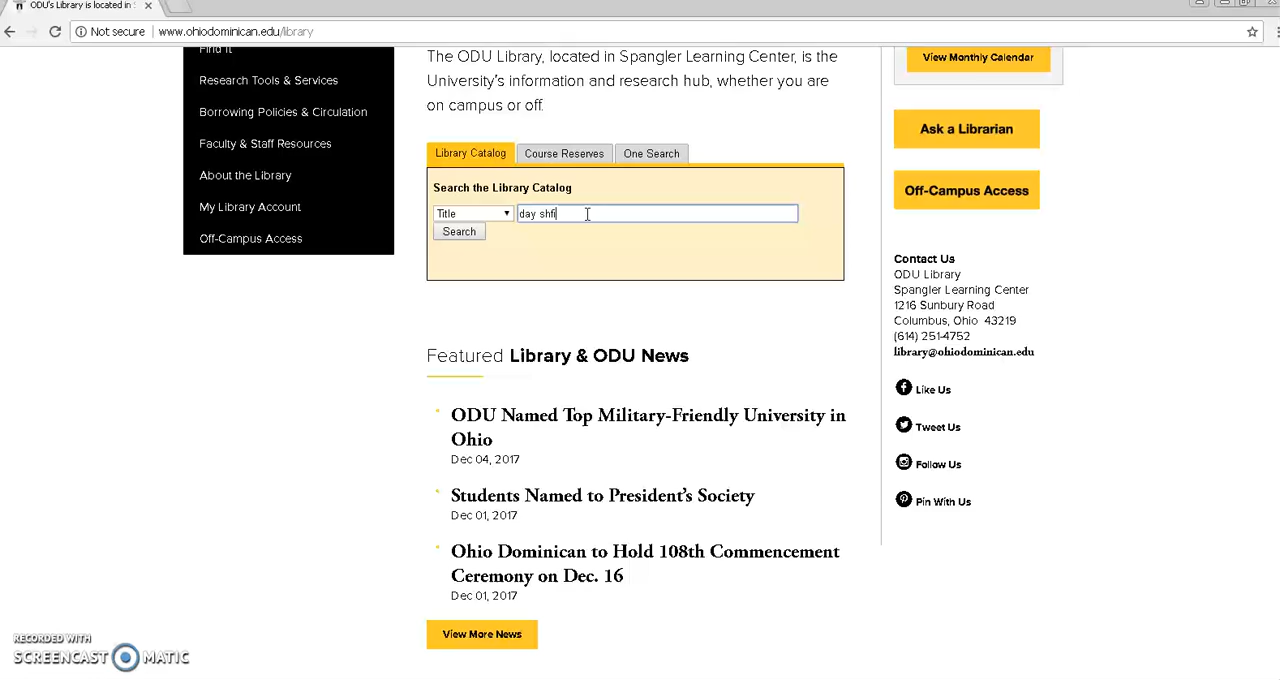 ODU's Library is located in S
Not secure www.ohiodominican.edu/library
Find It
Research Tools & Services
Borrowing Policies & Circulation
Faculty & Staff Resources
About the Library
My Library Account
Off-Campus Access
The ODU Library, located in Spangler Learning Center, is the
University's information and research hub, whether you are
on campus or off.
Library Catalog Course Reserves One Search
Search the Library Catalog
Title day shfi
Search
Featured Library & ODU News
ODU Named Top Military-Friendly University in
Ohio
Dec 04, 2017
Students Named to President's Society
Dec 01, 2017
Ohio Dominican to Hold 108th Commencement
Ceremony on Dec. 16
Dec 01, 2017
View More News
View Monthly Calendar
Ask a Librarian
Off-Campus Access
Contact Us
ODU Library
Spangler Learning Center
1216 Sunbury Road
Columbus, Ohio 43219
(614) 251-4752
library@ohiodominican.edu
Like Us
Tweet Us
Follow Us
Pin With Us
RECORDED WITH
SCREENCAST MATIC